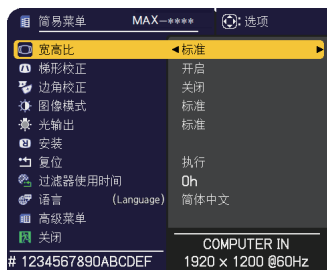 简易菜单 MAX-**** : 选项
宽高比 标准
梯形校正 开启
边角校正 关闭
图像模式 标准
光输出 标准
安装
复位 执行
过滤器使用时间 0h
语言 (Language) 简体中文
高级菜单
关闭
COMPUTER IN
# 1234567890ABCDEF 1920 x 1200 @60Hz